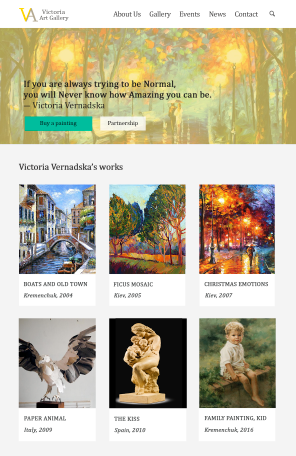 VA Victoria
Art Gallery
About Us Gallery Events News Contact
If you are always trying to be Normal,
you will Never know how Amazing you can be.
— Victoria Vernadska
Buy a painting Partnership
Victoria Vernadska's works
BOATS AND OLD TOWN
Kremenchuk, 2004
FICUS MOSAIC
Kiev, 2005
CHRISTMAS EMOTIONS
Kiev, 2007
PAPER ANIMAL
Italy, 2009
THE KISS
Spain, 2010
FAMILY PAINTING, KID
Kremenchuk, 2016